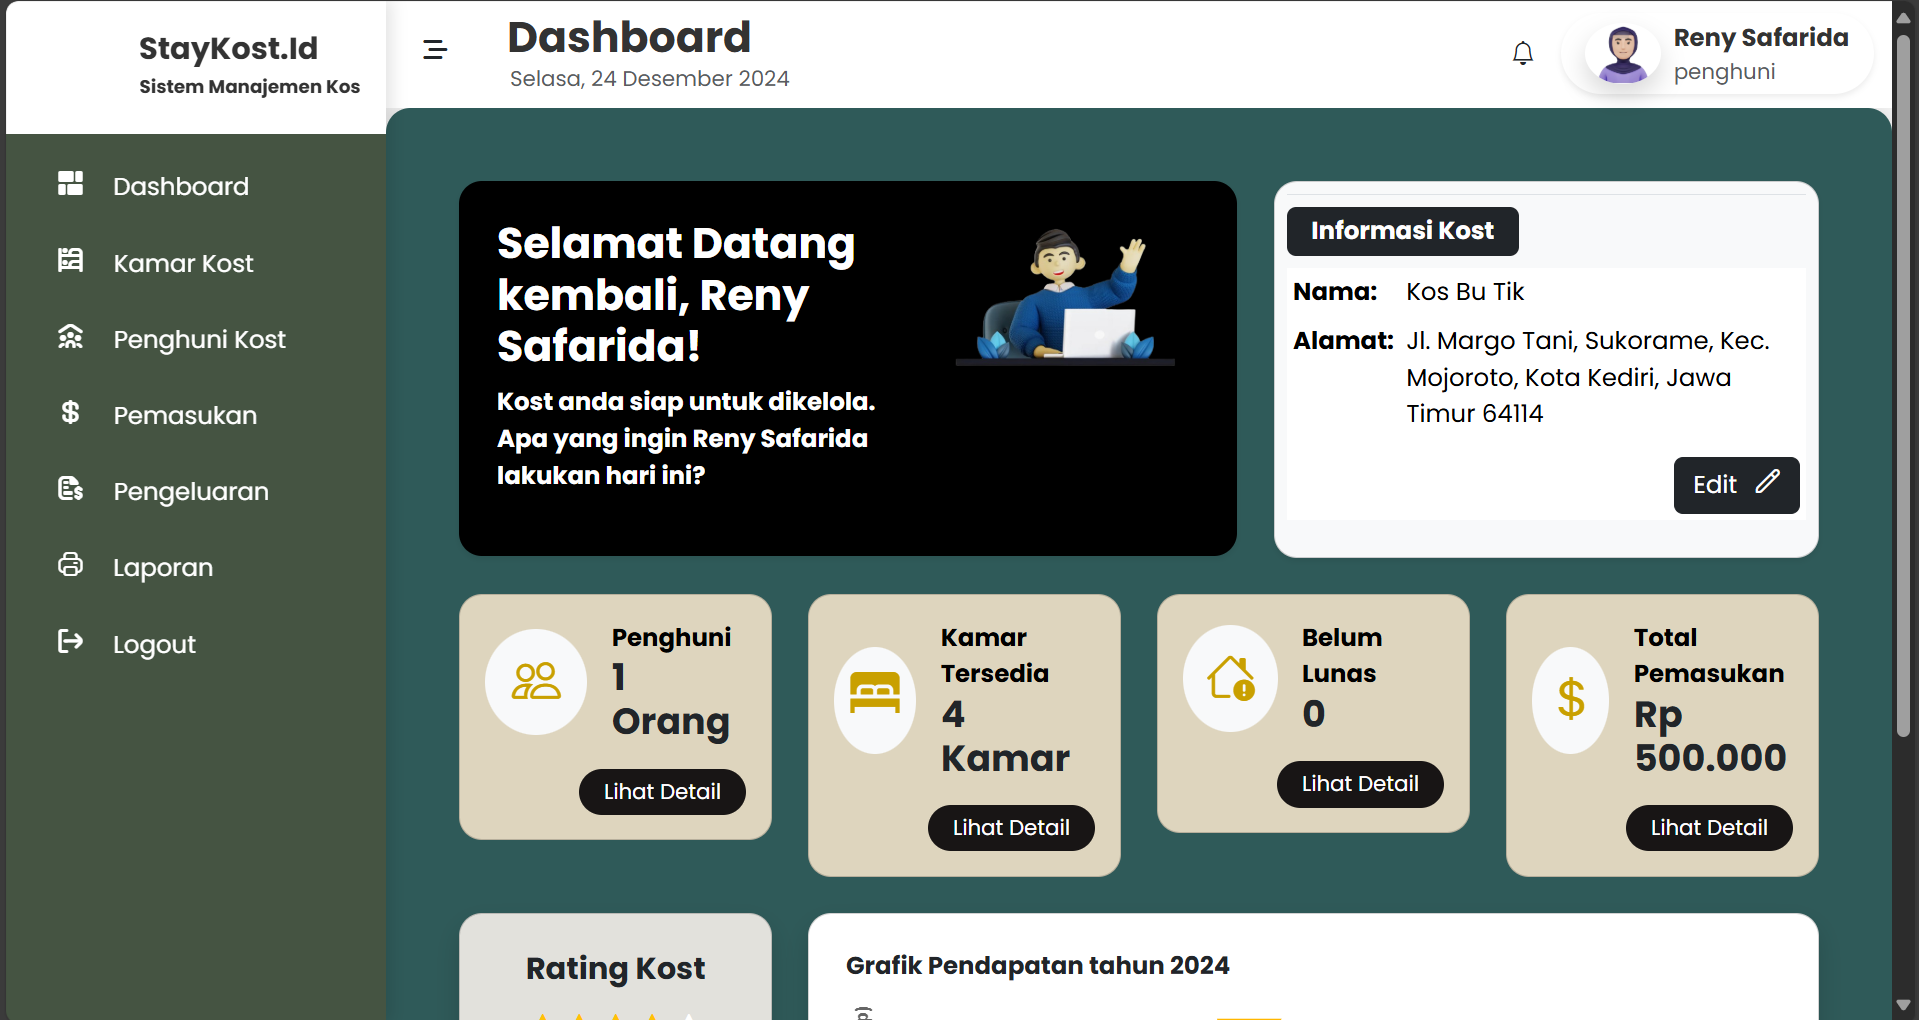 StayKost.Id
Sistem Manajemen Kos
Dashboard
Kamar Kost
Penghuni Kost
Pemasukan
Pengeluaran
Laporan
Logout
Dashboard
Selasa, 24 Desember 2024
Reny Safarida
penghuni
Selamat Datang
kembali, Reny
Safarida!
Kost anda siap untuk dikelola.
Apa yang ingin Reny Safarida
lakukan hari ini?
Informasi Kost
Nama: Kos Bu Tik
Alamat: Jl. Margo Tani, Sukorame, Kec.
Mojoroto, Kota Kediri, Jawa
Timur 64114
Edit
Penghuni
1
Orang
Lihat Detail
Kamar
Tersedia
4
Kamar
Lihat Detail
Belum
Lunas
0
Lihat Detail
Total
Pemasukan
Rp
500.000
Lihat Detail
Rating Kost
Grafik Pendapatan tahun 2024